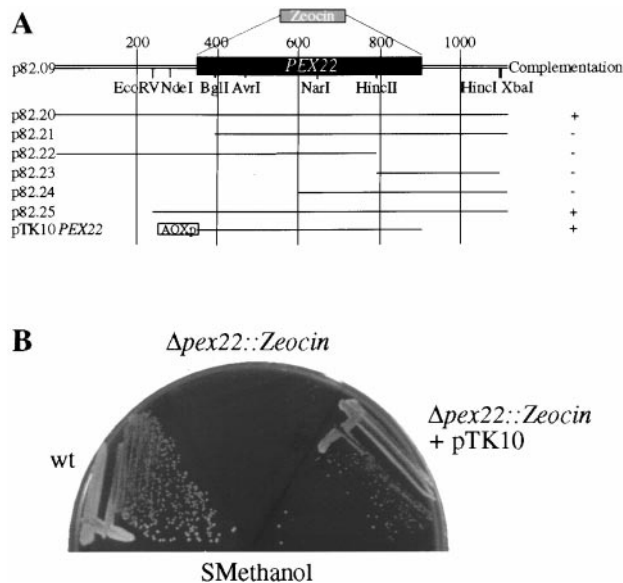 A
Zeocin
200 400 600 800 1000
p82.09 PEX22 Complementation
EcoRV NdeI BglI AvrI NarI HincII HincI XbaI
p82.20 +
p82.21 -
p82.22 -
p82.23 -
p82.24 -
p82.25 +
pTK10 PEX22 AOXp +
B
Δpex22::Zeocin
Δpex22::Zeocin
+ pTK10
wt
SMethanol